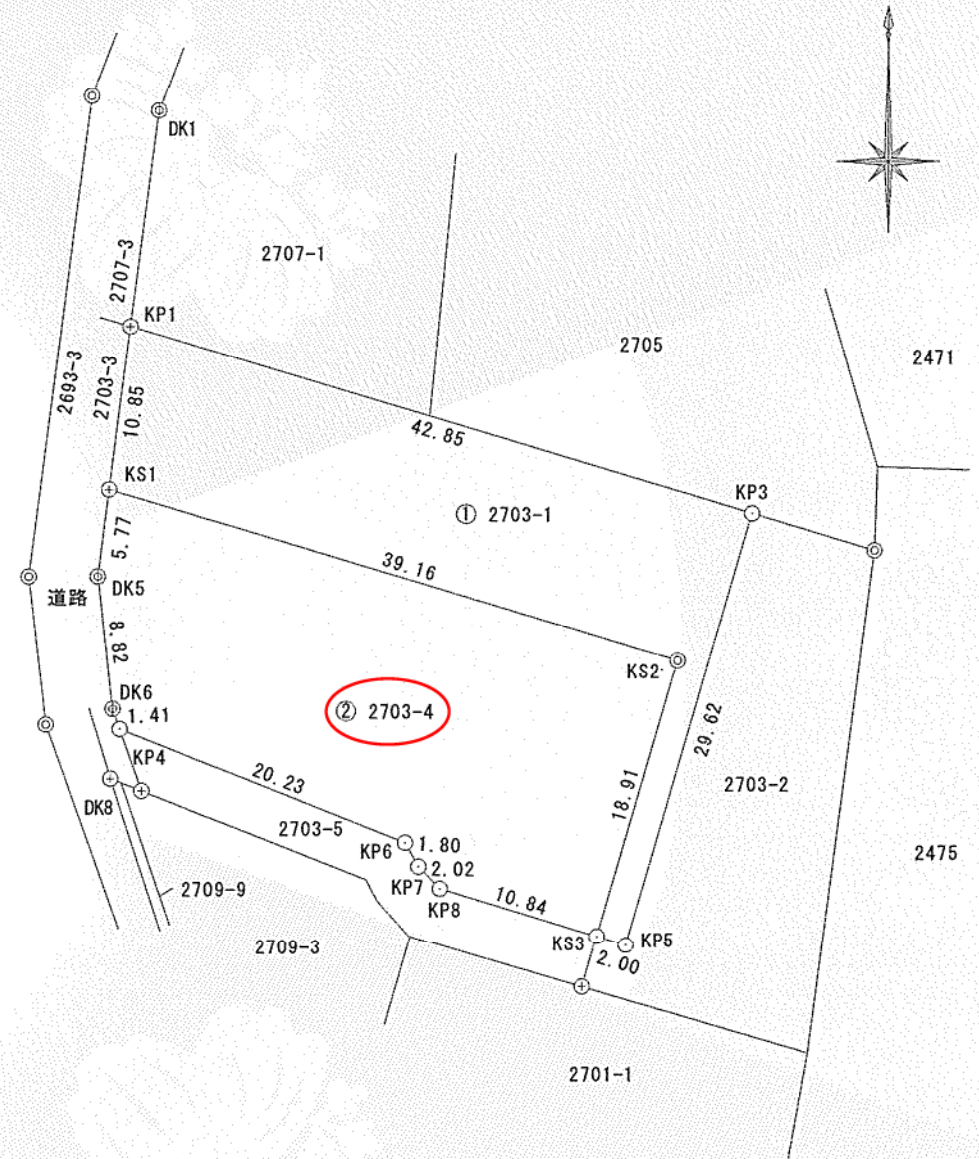 DK1
2707-1
2707-3
KP1
2705
2471
2693-3
2703-3
10.85
42.85
KS1
KP3
① 2703-1
5.77
39.16
道路
DK5
8.82
KS2
DK6
② 2703-4
1.41
KP4
29.62
20.23
18.91
2703-2
DK8
2703-5
KP6
1.80
2475
KP7
2.02
2709-9
KP8
10.84
KS3
KP5
2709-3
2.00
2701-1